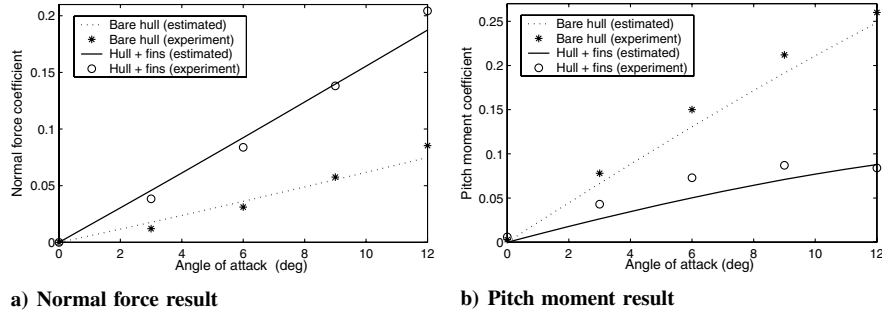 0.2
0.15
0.1
0.05
0
Normal force coefficient
Bare hull (estimated)
Bare hull (experiment)
Hull + fins (estimated)
Hull + fins (experiment)
0 2 4 6 8 10 12
Angle of attack (deg)
a) Normal force result
0.25
0.2
0.15
0.1
0.05
0
Pitch moment coefficient
Bare hull (estimated)
Bare hull (experiment)
Hull + fins (estimated)
Hull + fins (experiment)
0 2 4 6 8 10 12
Angle of attack (deg)
b) Pitch moment result